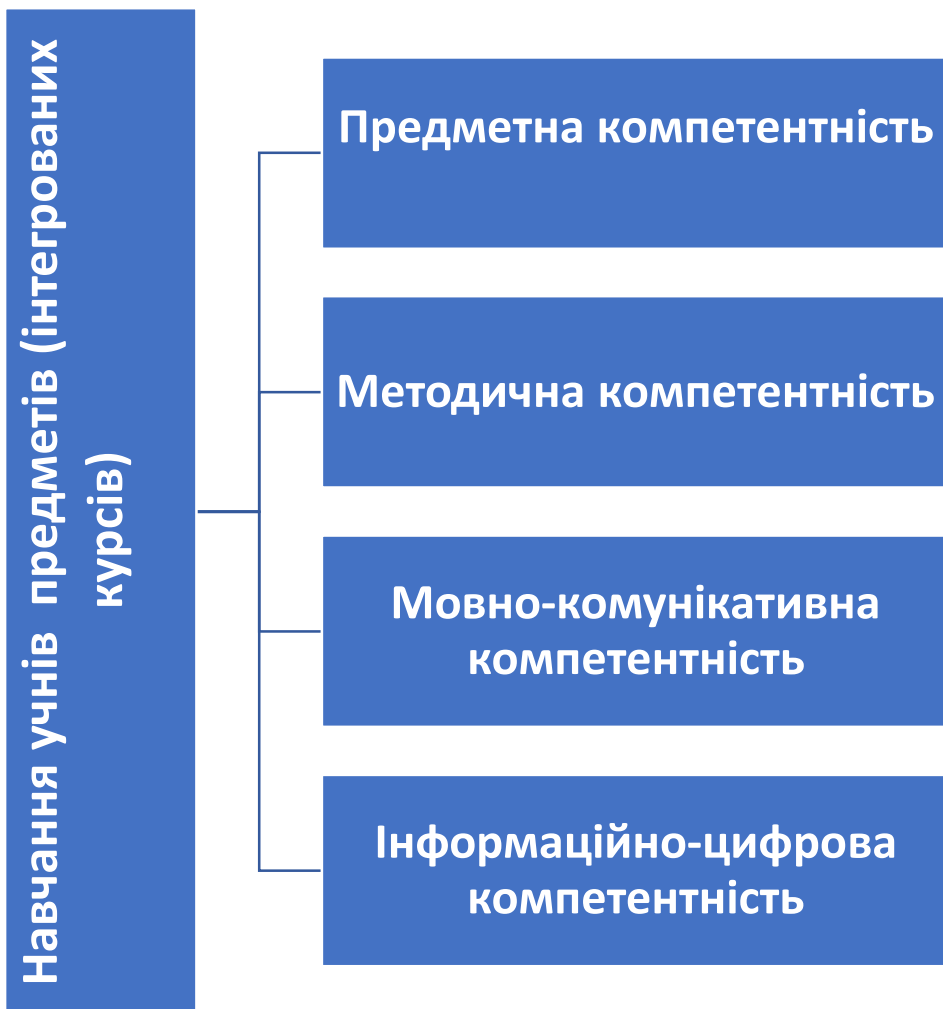 Навчання учнів предметів (інтегрованих
курсів)
Предметна компетентність
Методична компетентність
Мовно-комунікативна
компетентність
Інформаційно-цифрова
компетентність